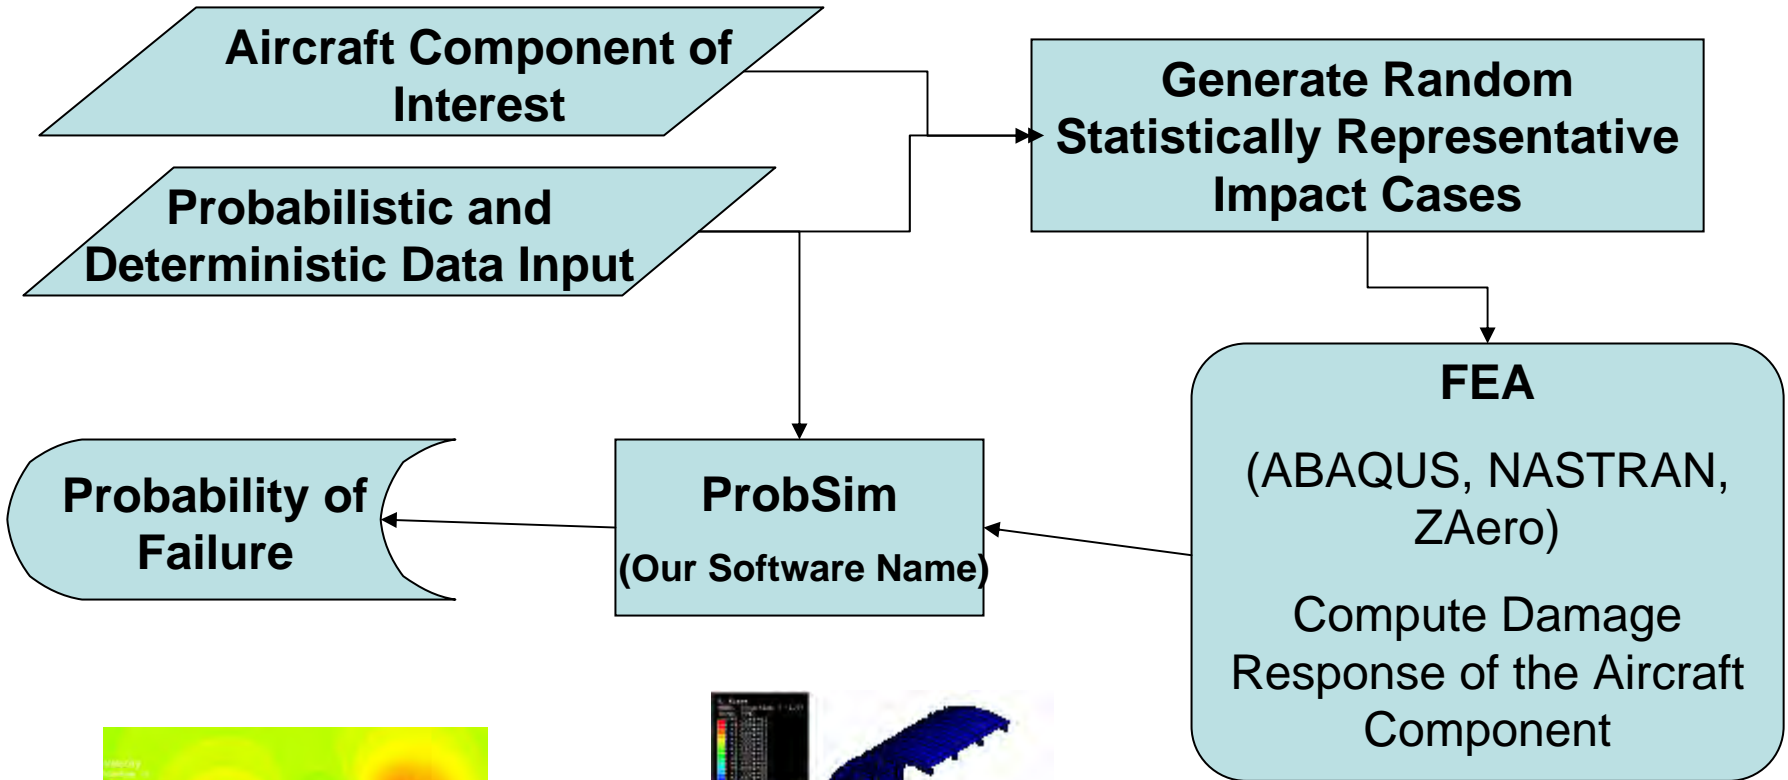 Aircraft Component of
Interest
Generate Random
Statistically Representative
Impact Cases
Probabilistic and
Deterministic Data Input
FEA
(ABAQUS, NASTRAN,
ZAero)
Compute Damage
Response of the Aircraft
Component
ProbSim
(Our Software Name)
Probability of
Failure
Velocity